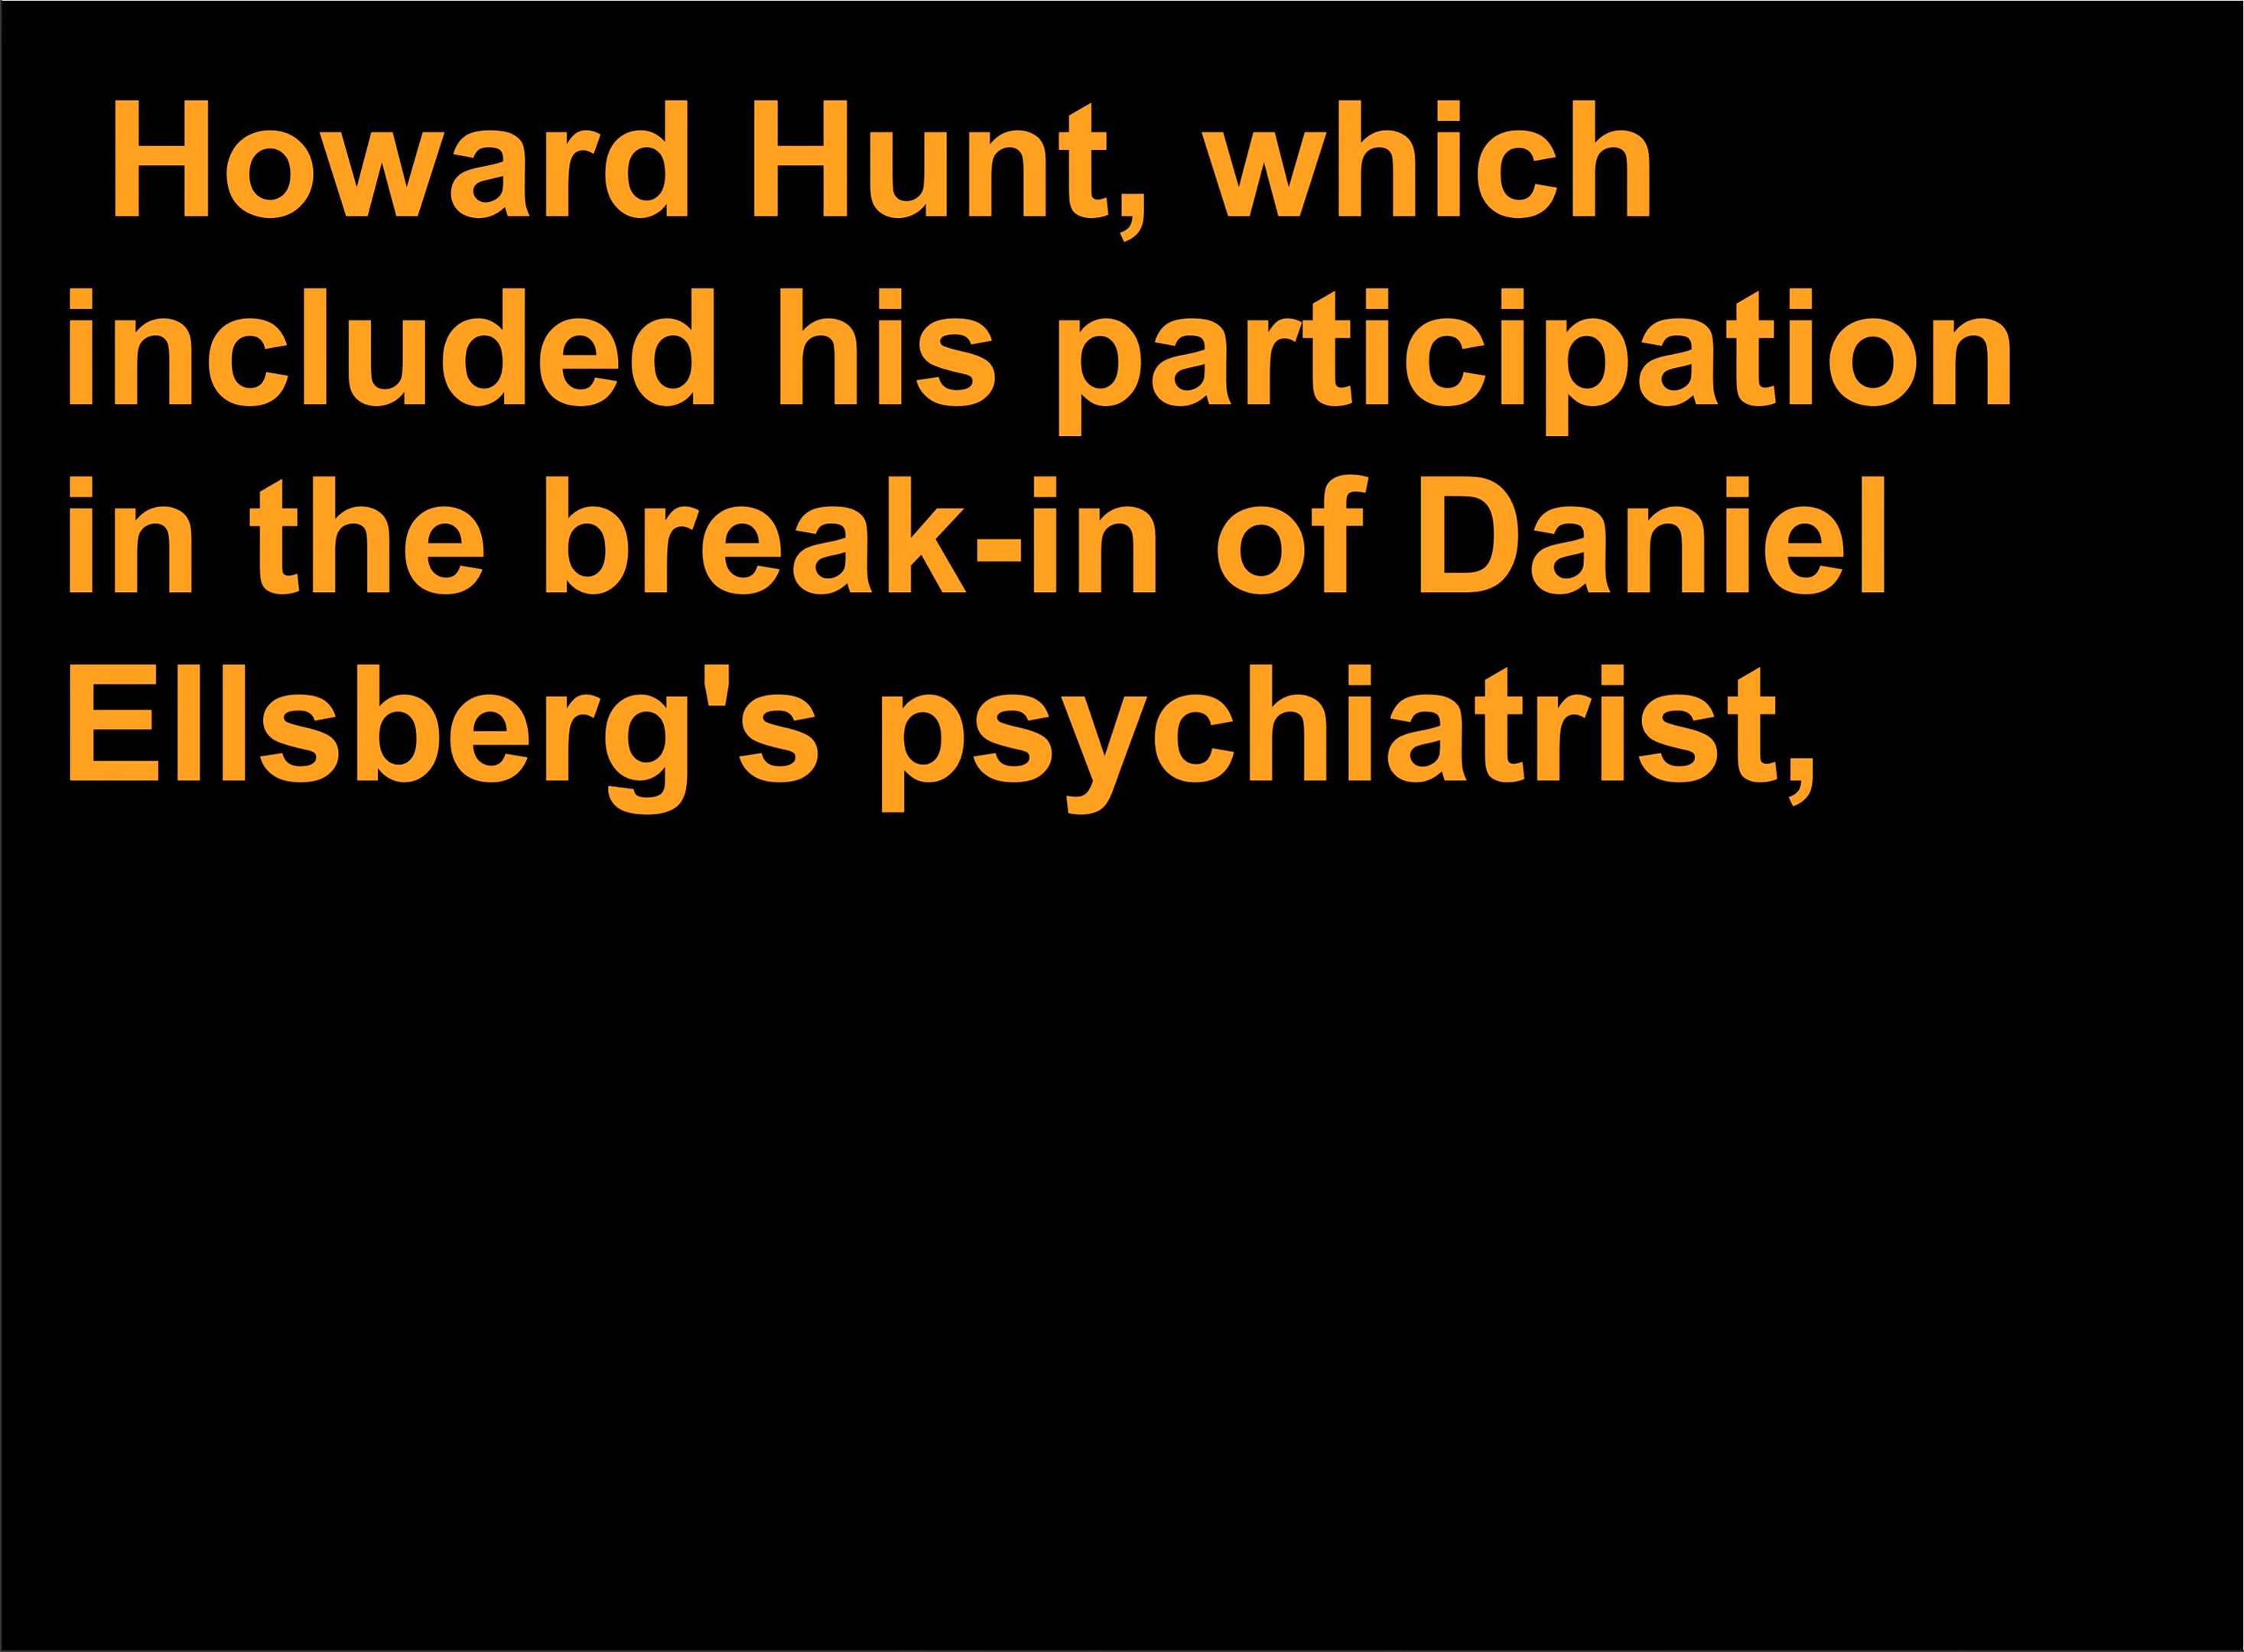 Howard Hunt, which
included his participation
in the break-in of Daniel
Ellsberg's psychiatrist,